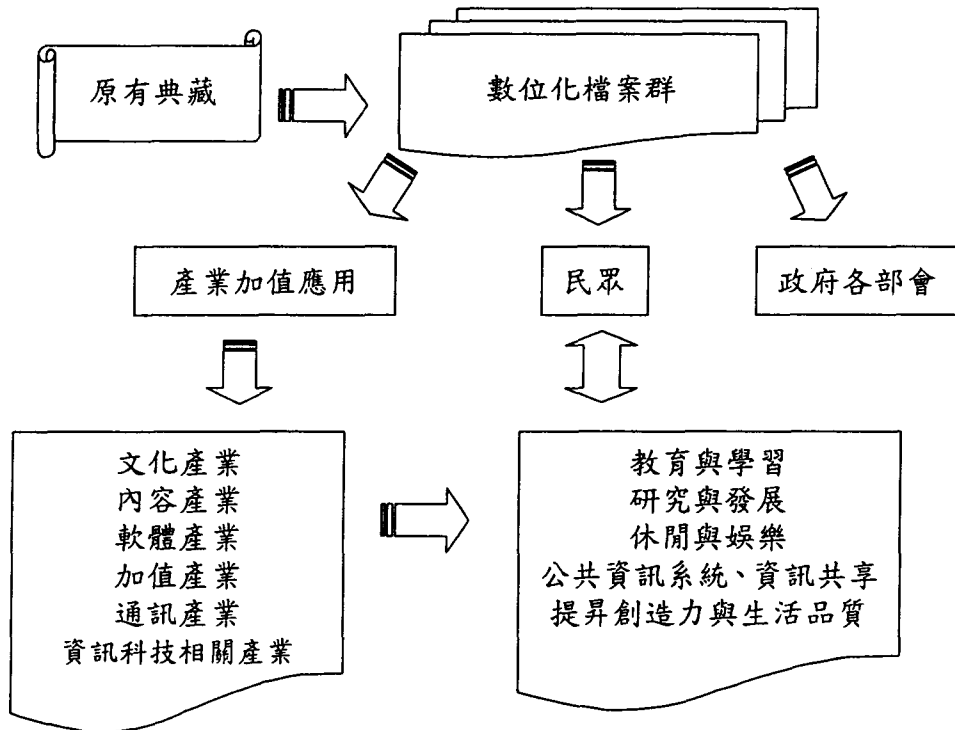 原有典藏
數位化檔案群
產業加值應用
民眾
政府各部會
文化產業
內容產業
軟體產業
加值產業
通訊產業
資訊科技相關產業
教育與學習
研究與發展
休閒與娛樂
公共資訊系統、資訊共享
提昇創造力與生活品質